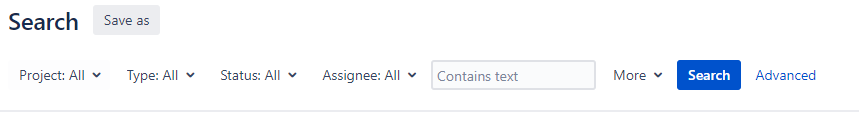 Search Save as
Project: All Type: All Status: All Assignee: All Contains text More Search Advanced